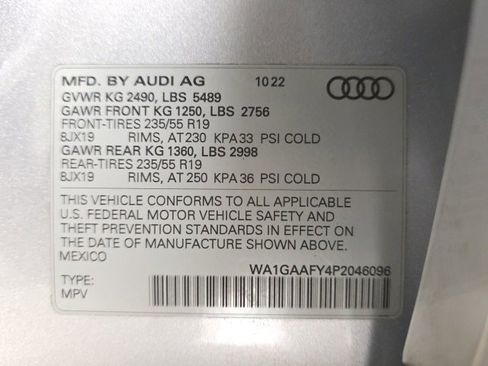 MFD. BY AUDI AG 10 22
GVWR KG 2490, LBS 5489
GAWR FRONT KG 1250, LBS 2756
FRONT-TIRES 235/55 R19
8JX19 RIMS, AT 230 KPA 33 PSI COLD
GAWR REAR KG 1360, LBS 2998
REAR-TIRES 235/55 R19
8JX19 RIMS, AT 250 KPA 36 PSI COLD
THIS VEHICLE CONFORMS TO ALL APPLICABLE
U.S. FEDERAL MOTOR VEHICLE SAFETY AND
THEFT PREVENTION STANDARDS IN EFFECT ON
THE DATE OF MANUFACTURE SHOWN ABOVE.
MEXICO
WA1GAAFY4P2046096
TYPE:
MPV